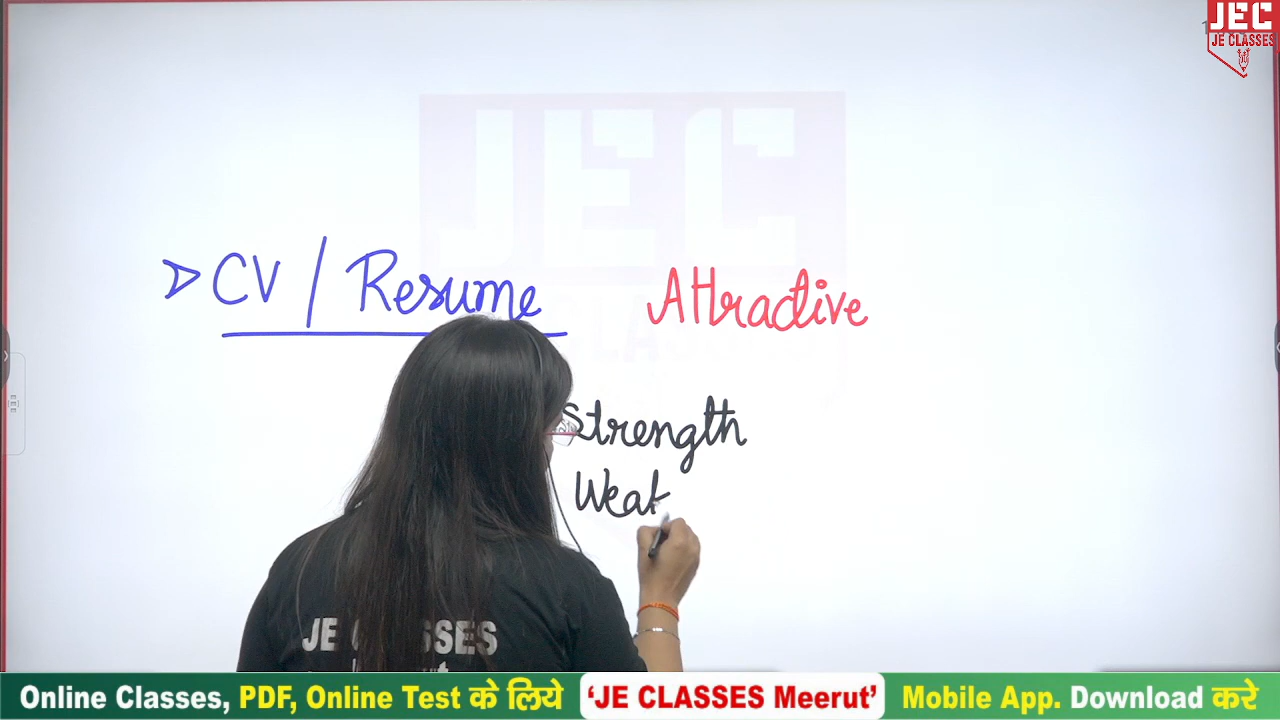 JEC
JE CLASSES
JEC
CV / Resume Attractive
Strength
Weak
JE CLASSES
Online Classes, PDF, Online Test के लिये 'JE CLASSES Meerut' Mobile App. Download करे